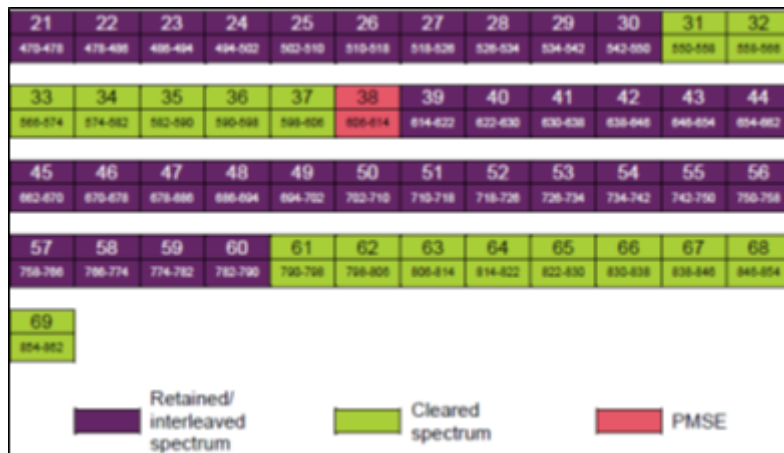 21 22 23 24 25 26 27 28 29 30 31 32
470-478 478-486 486-494 494-502 502-510 510-518 518-526 526-534 534-542 542-550 550-558 558-566
33 34 35 36 37 38 39 40 41 42 43 44
566-574 574-582 582-590 590-598 598-606 606-614 614-622 622-630 630-638 638-646 646-654 654-662
45 46 47 48 49 50 51 52 53 54 55 56
662-670 670-678 678-686 686-694 694-702 702-710 710-718 718-726 726-734 734-742 742-750 750-758
57 58 59 60 61 62 63 64 65 66 67 68
758-766 766-774 774-782 782-790 790-798 798-806 806-814 814-822 822-830 830-838 838-846 846-854
69
854-862
Retained/
interleaved
spectrum
Cleared
spectrum
PMSE